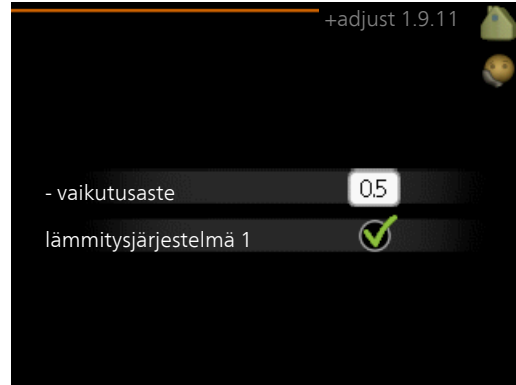 +adjust 1.9.11
- vaikutusaste 0.5
lämmitysjärjestelmä 1